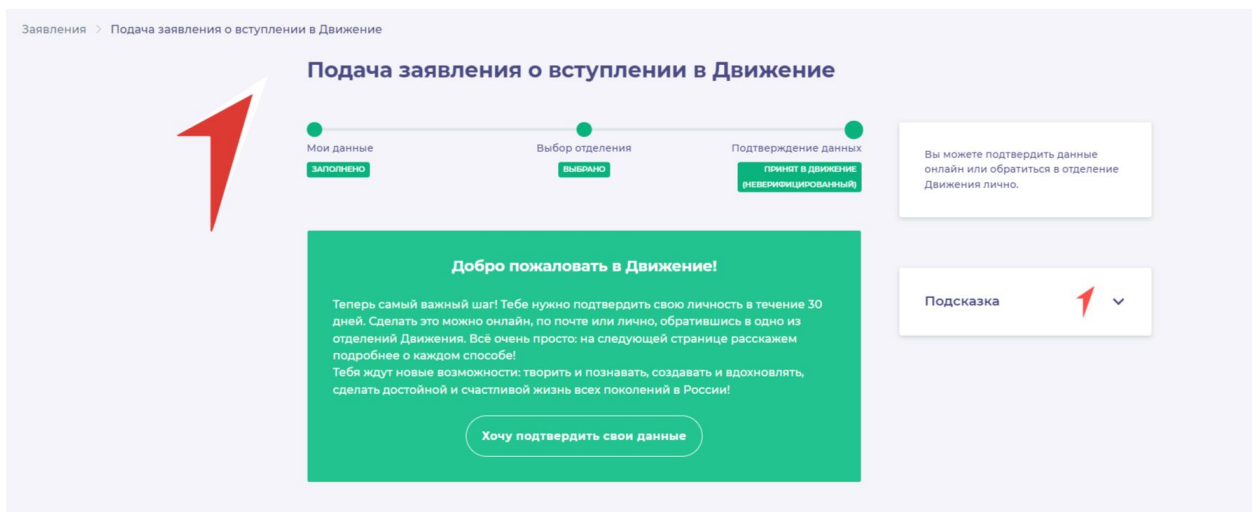 Заявления > Подача заявления о вступлении в Движение
Подача заявления о вступлении в Движение
Мои данные
ЗАПОЛНЕНО
Выбор отделения
ВЫБРАНО
Подтверждение данных
ПРИНЯТ В ДВИЖЕНИЕ
(НЕВЕРИФИЦИРОВАННЫЙ)
Вы можете подтвердить данные
онлайн или обратиться в отделение
Движения лично.
Добро пожаловать в Движение!
Теперь самый важный шаг! Тебе нужно подтвердить свою личность в течение 30
дней. Сделать это можно онлайн, по почте или лично, обратившись в одно из
отделений Движения. Всё очень просто: на следующей странице расскажем
подробнее о каждом способе!
Тебя ждут новые возможности: творить и познавать, создавать и вдохновлять,
сделать достойной и счастливой жизнь всех поколений в России!
Хочу подтвердить свои данные
Подсказка